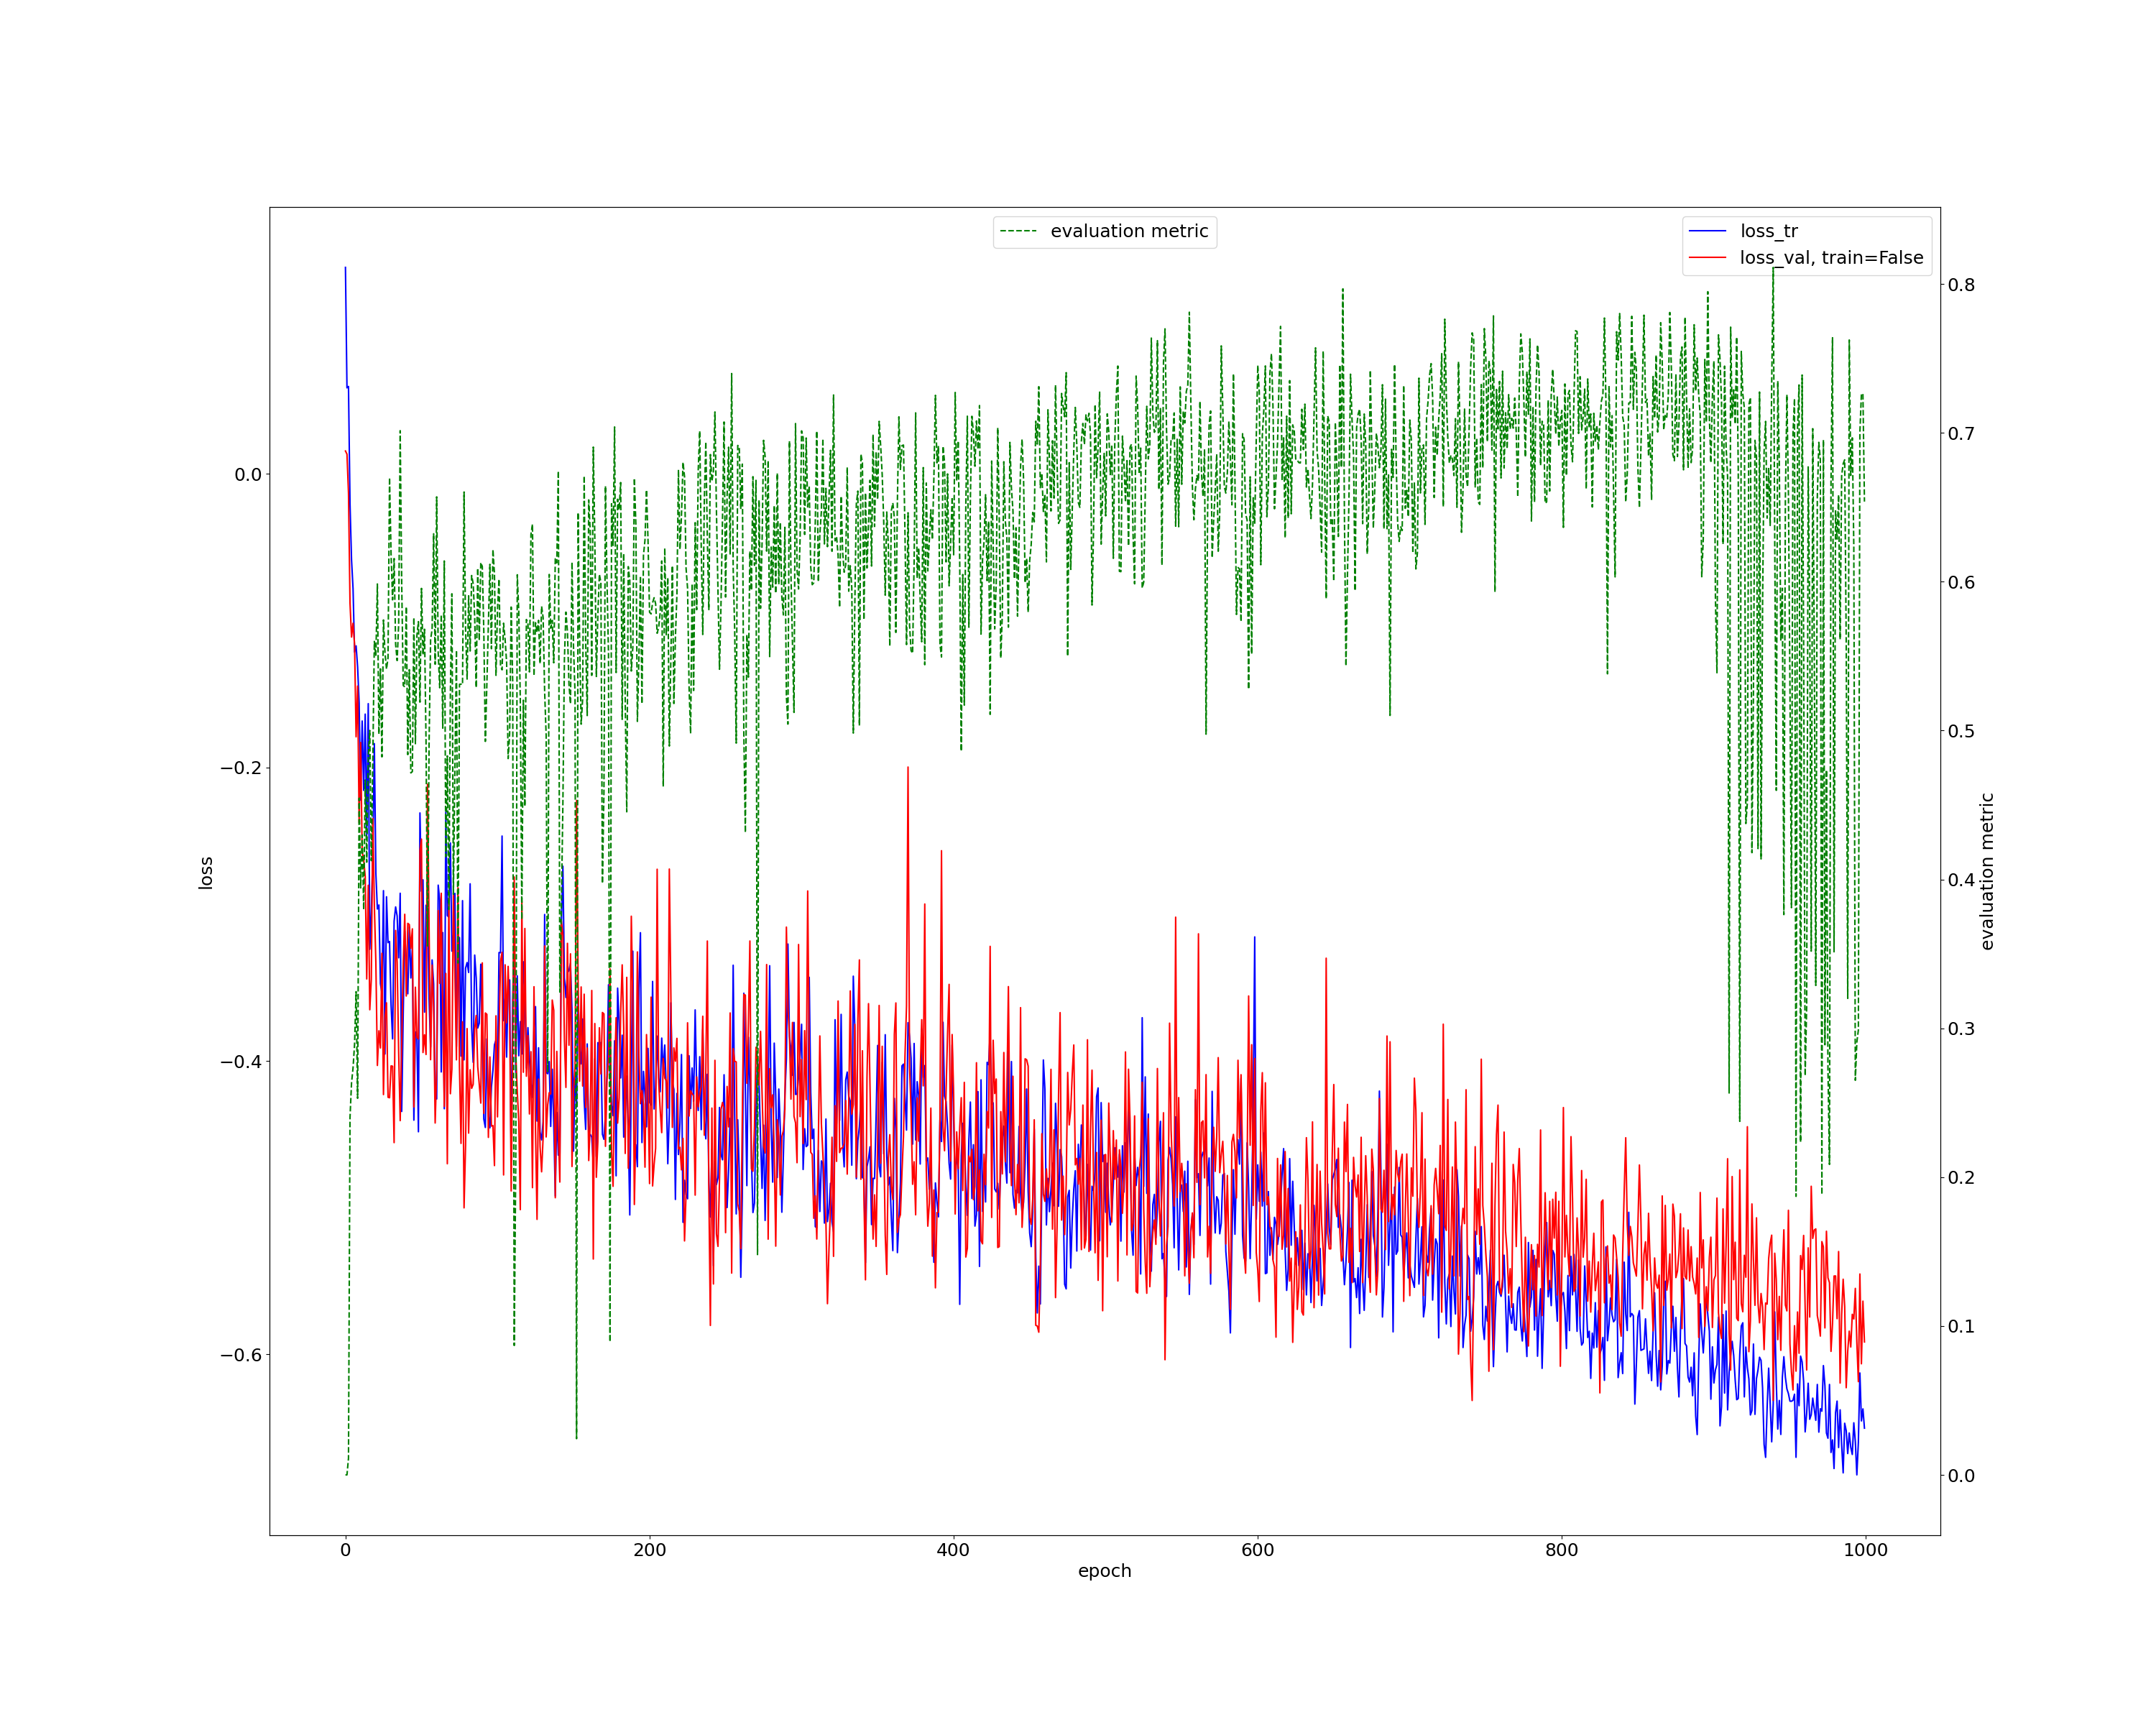 evaluation metric
loss_tr
loss_val, train=False
0.0
−0.2
−0.4
−0.6
loss
0.8
0.7
0.6
0.5
0.4
0.3
0.2
0.1
0.0
evaluation metric
0 200 400 600 800 1000
epoch